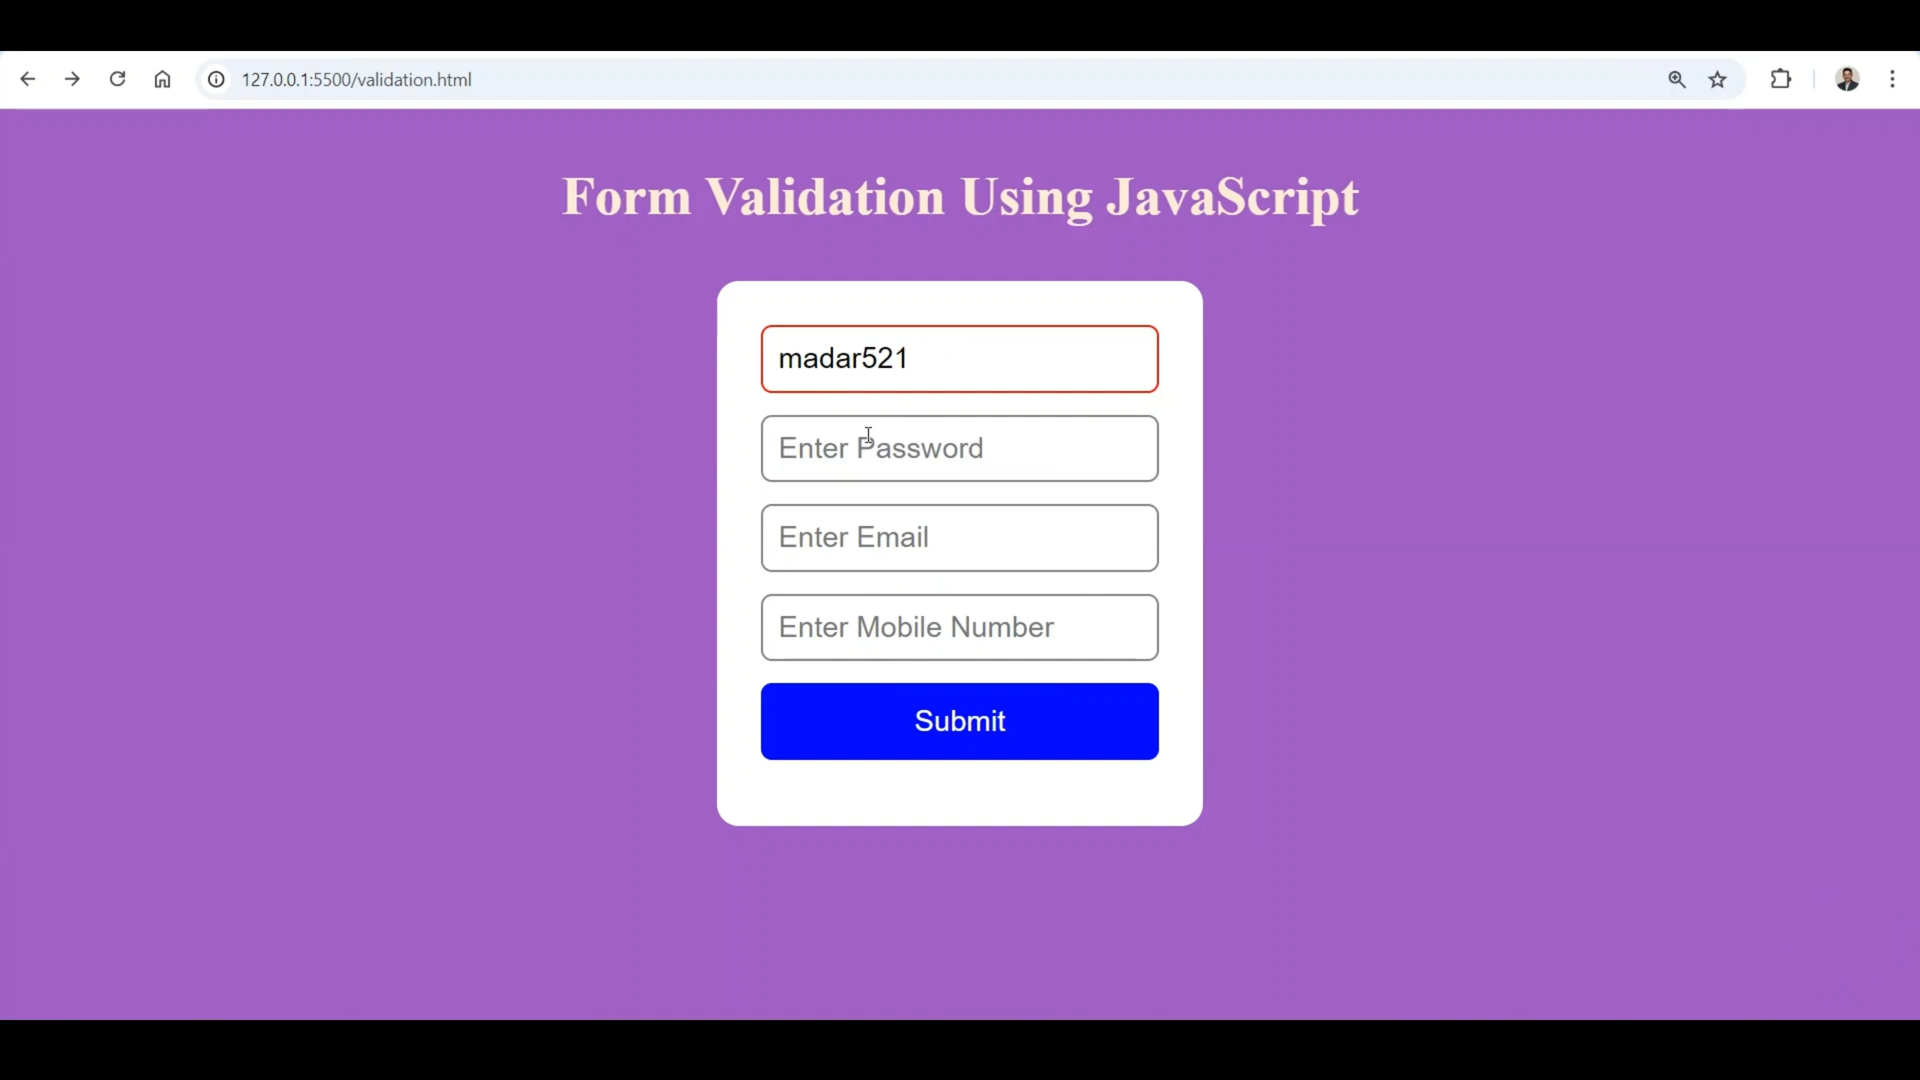 127.0.0.1:5500/validation.html
Form Validation Using JavaScript
madar521
Enter Password
Enter Email
Enter Mobile Number
Submit